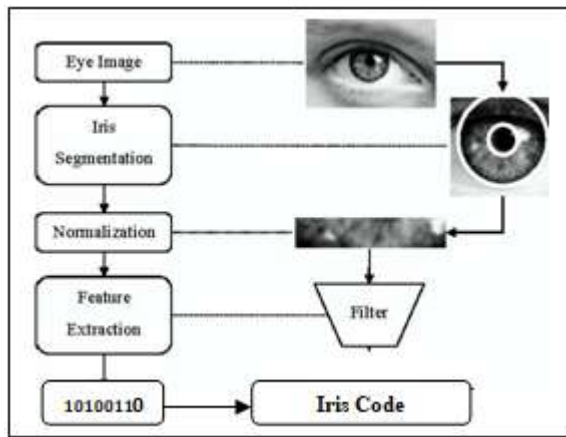 Eye Image
Iris
Segmentation
Normalization
Feature
Extraction
Filter
10100110
Iris Code